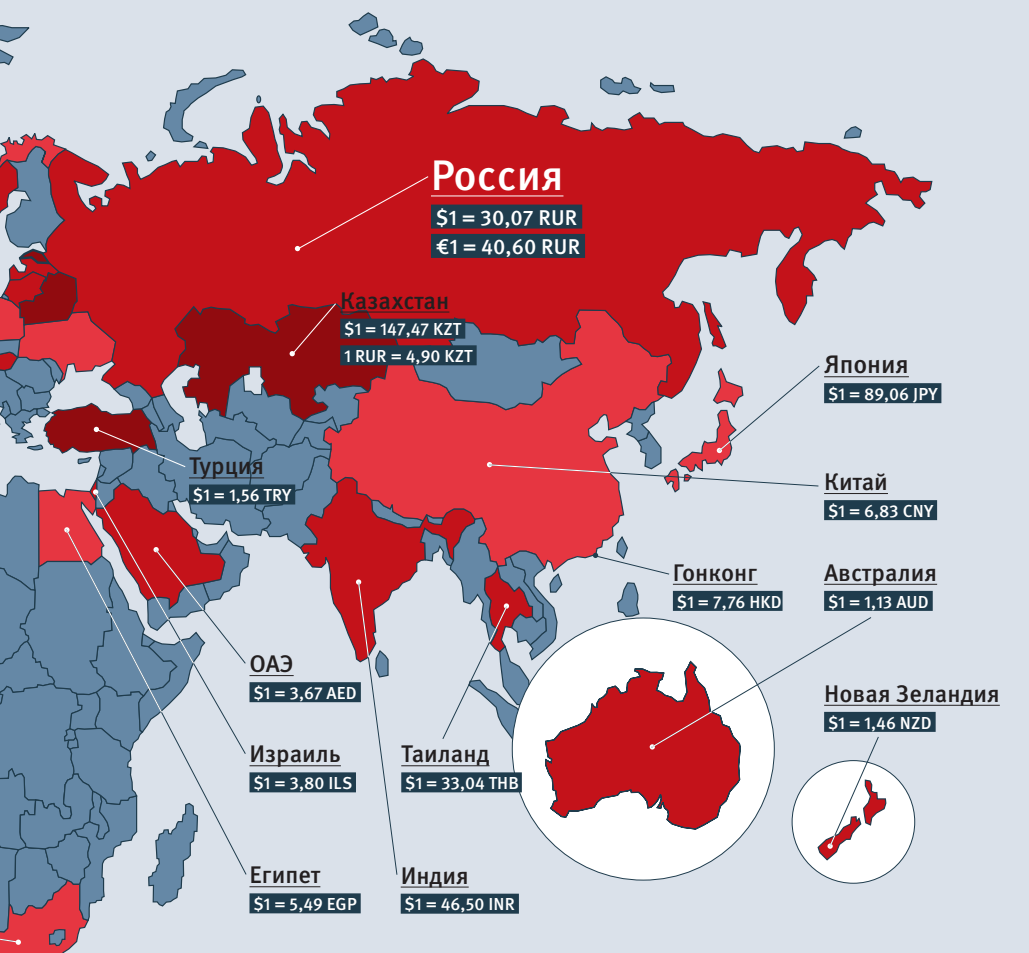 Россия
$1 = 30,07 RUR
€1 = 40,60 RUR
Казахстан
$1 = 147,47 KZT
1 RUR = 4,90 KZT
Япония
$1 = 89,06 JPY
Турция
$1 = 1,56 TRY
Китай
$1 = 6,83 CNY
Гонконг
$1 = 7,76 HKD
Австралия
$1 = 1,13 AUD
ОАЭ
$1 = 3,67 AED
Новая Зеландия
$1 = 1,46 NZD
Израиль
$1 = 3,80 ILS
Таиланд
$1 = 33,04 THB
Египет
$1 = 5,49 EGP
Индия
$1 = 46,50 INR